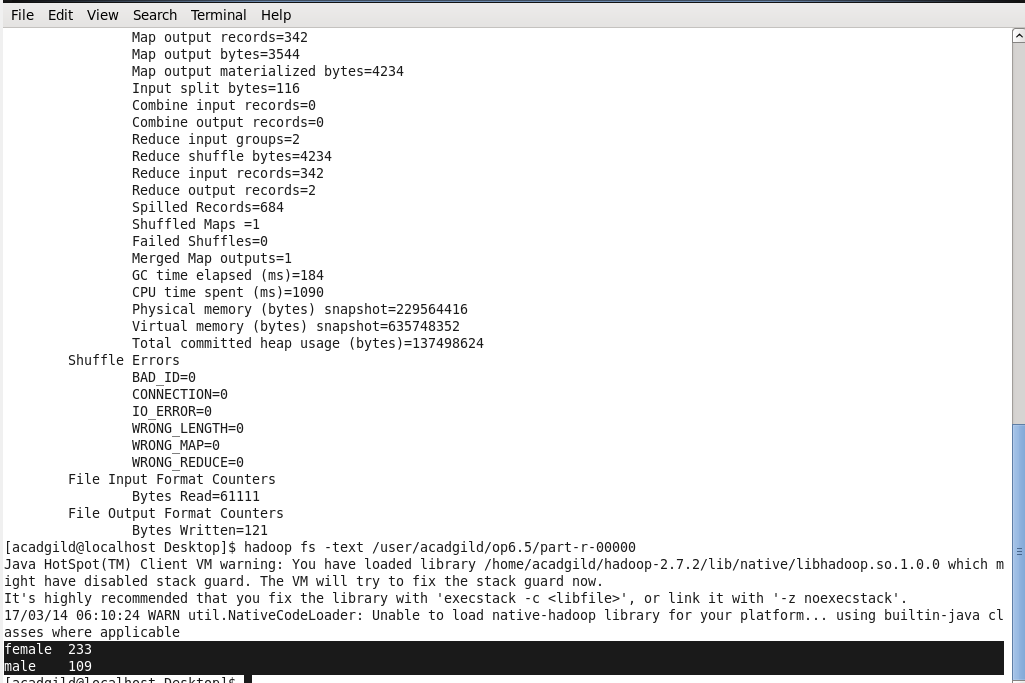 File Edit View Search Terminal Help
Map output records=342
Map output bytes=3544
Map output materialized bytes=4234
Input split bytes=116
Combine input records=0
Combine output records=0
Reduce input groups=2
Reduce shuffle bytes=4234
Reduce input records=342
Reduce output records=2
Spilled Records=684
Shuffled Maps =1
Failed Shuffles=0
Merged Map outputs=1
GC time elapsed (ms)=184
CPU time spent (ms)=1090
Physical memory (bytes) snapshot=229564416
Virtual memory (bytes) snapshot=635748352
Total committed heap usage (bytes)=137498624
Shuffle Errors
BAD_ID=0
CONNECTION=0
IO_ERROR=0
WRONG_LENGTH=0
WRONG_MAP=0
WRONG_REDUCE=0
File Input Format Counters
Bytes Read=61111
File Output Format Counters
Bytes Written=121
[acadgild@localhost Desktop]$ hadoop fs -text /user/acadgild/op6.5/part-r-00000
Java HotSpot(TM) Client VM warning: You have loaded library /home/acadgild/hadoop-2.7.2/lib/native/libhadoop.so.1.0.0 which m
ight have disabled stack guard. The VM will try to fix the stack guard now.
It's highly recommended that you fix the library with 'execstack -c <libfile>', or link it with '-z noexecstack'.
17/03/14 06:10:24 WARN util.NativeCodeLoader: Unable to load native-hadoop library for your platform... using builtin-java cl
asses where applicable
female 233
male 109
[acadgild@localhost Desktop]$